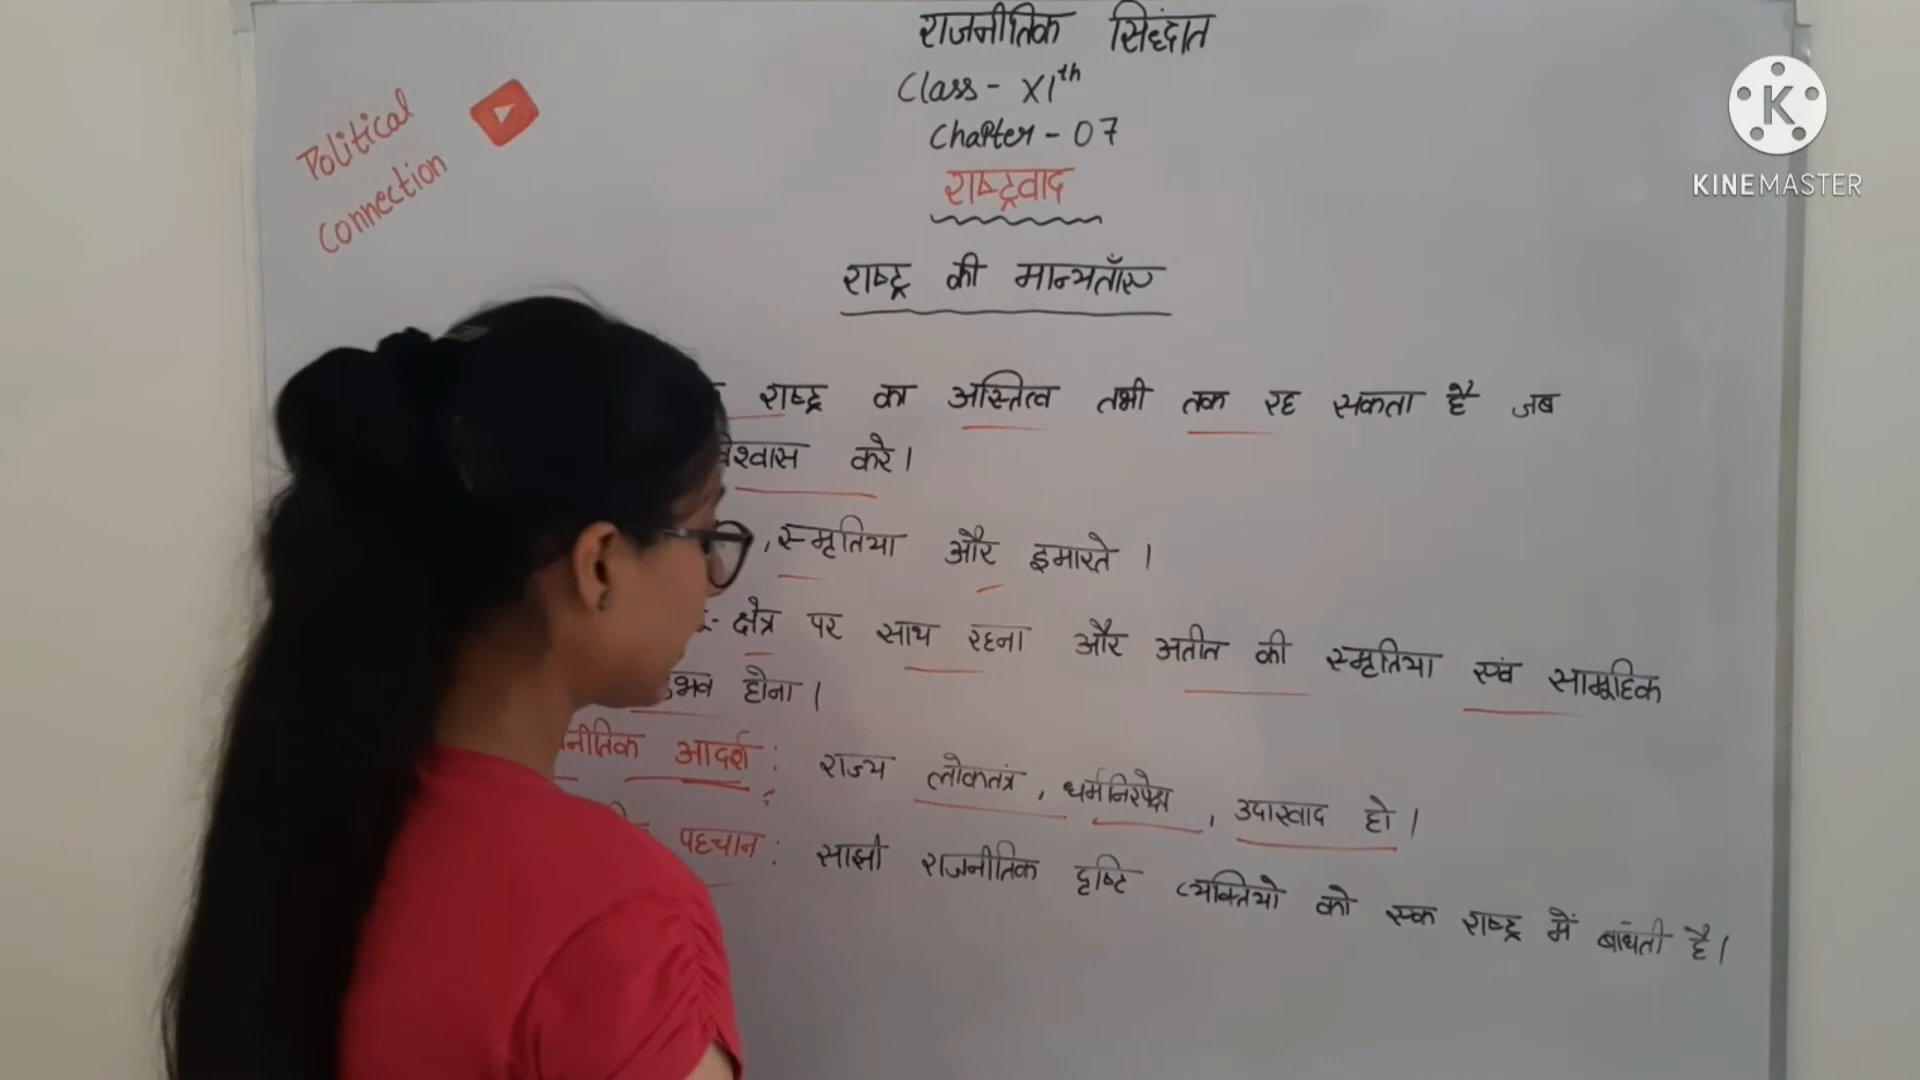 राजनीतिक सिद्धांत
Class - XIth
Chapter - 07
राष्ट्रवाद
Political
Connection
KINEMASTER
राष्ट्र की मान्यताँए
राष्ट्र का अस्तित्व तभी तक रह सकता है जब
विश्वास करे।
, स्मृतिया और इमारते ।
क्षेत्र पर साथ रहना और अतीत की स्मृतिया एवं सामूहिक
होना ।
आदर्श : राज्य लोकतंत्र , धर्मनिरपेक्ष , उदारवाद हो ।
पहचान : साझी राजनीतिक दृष्टि व्यक्तियो को एक राष्ट्र में बांधती है।